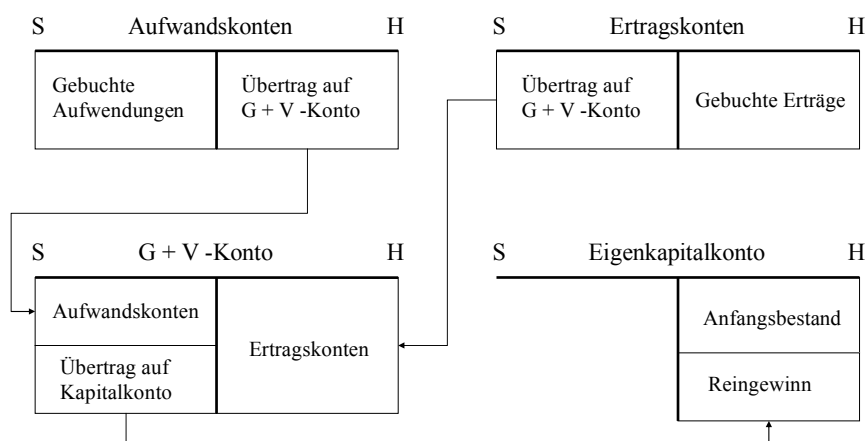 S Aufwandskonten H
Gebuchte
Aufwendungen
Übertrag auf
G + V -Konto
S Ertragskonten H
Übertrag auf
G + V -Konto
Gebuchte Erträge
S G + V -Konto H
Aufwandskonten
Übertrag auf
Kapitalkonto
Ertragskonten
S Eigenkapitalkonto H
Anfangsbestand
Reingewinn